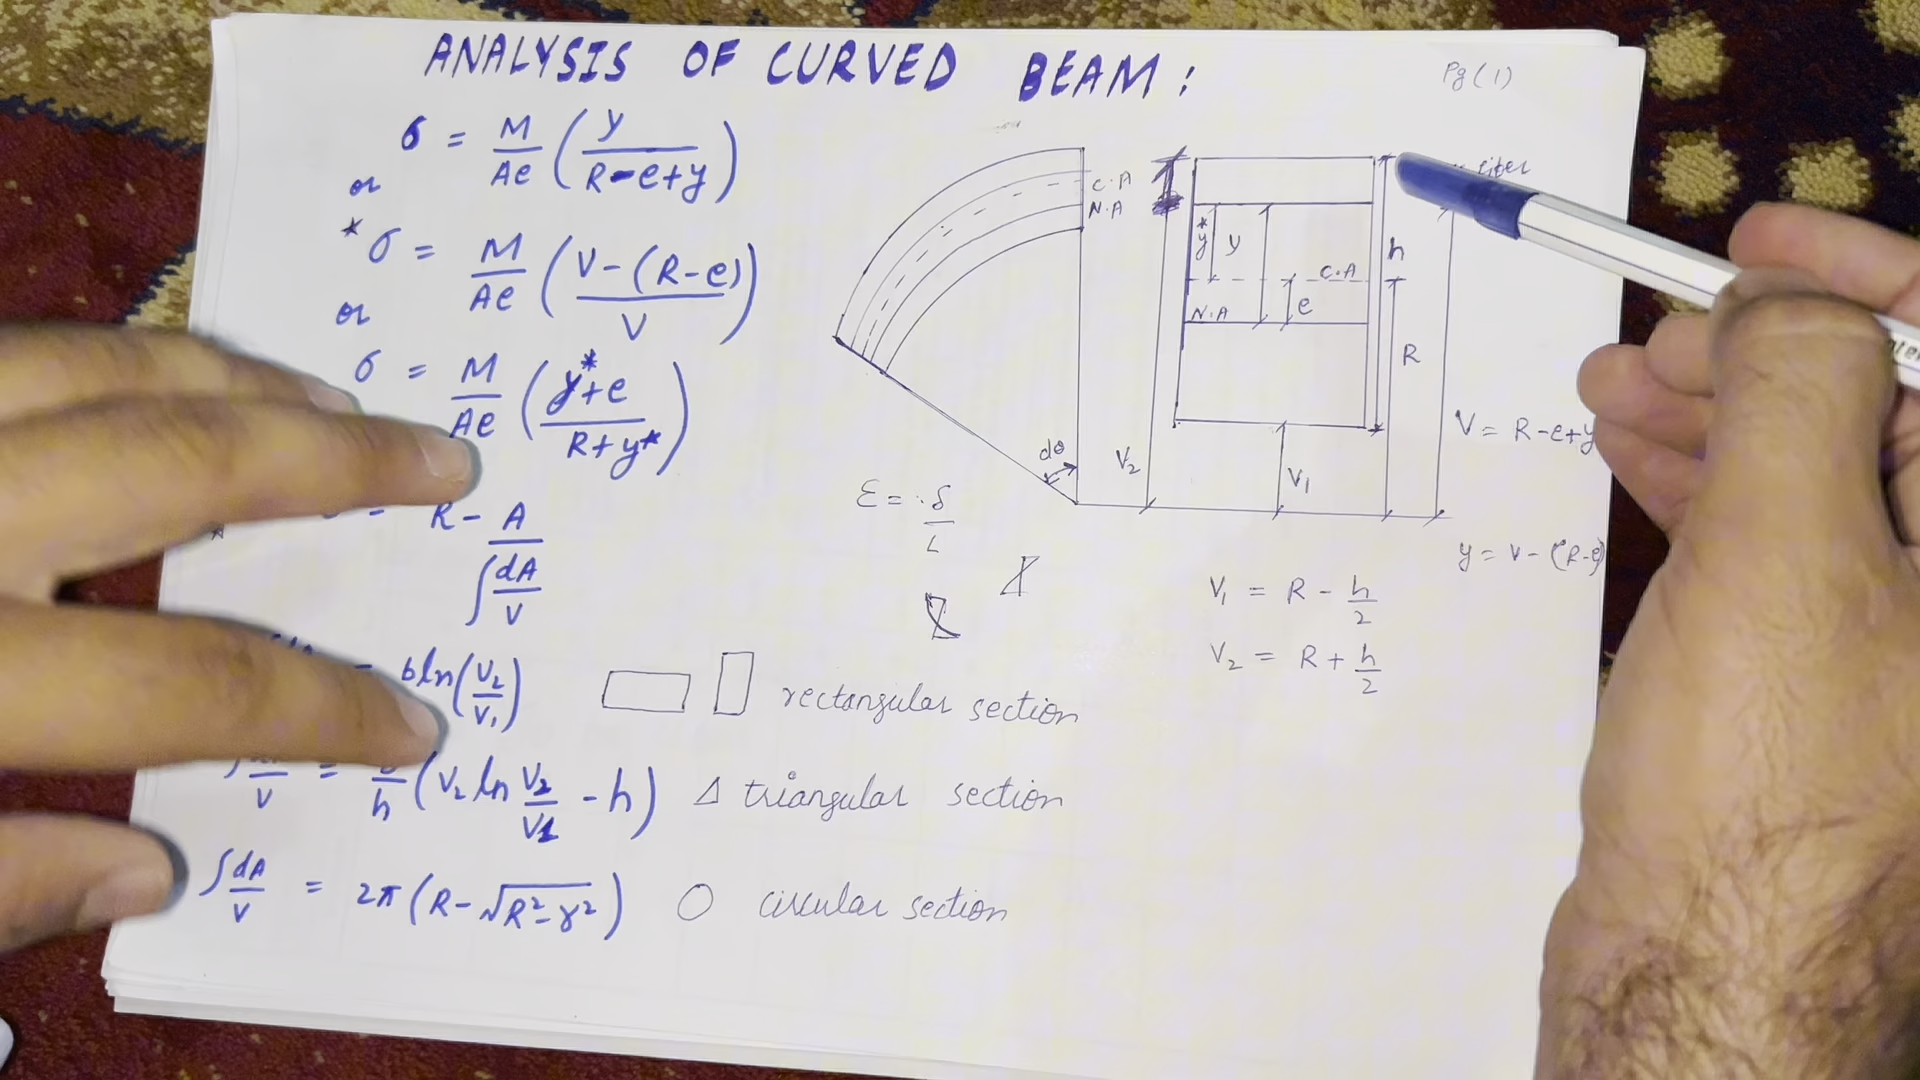 ANALYSIS OF CURVED BEAM:
Pg(1)
σ = M/Ae (y/(R-e+y))
or
* σ = M/Ae ((V-(R-e))/V)
or
σ = M/Ae ((y*+e)/(R+y*))
= R - A/∫dA/V
= b ln(V₂/V₁) rectangular section
∫ /V = /h (V₂ ln V₂/V₁ - h) Δ triangular section
∫dA/V = 2π(R-√R²-r²) ○ circular section
C.A
N.A
dθ
ε = δ/L
V₂
y*
y
C.A
e
N.A
h
R
V₁
V = R-e+y
y = V-(R-e)
V₁ = R - h/2
V₂ = R + h/2